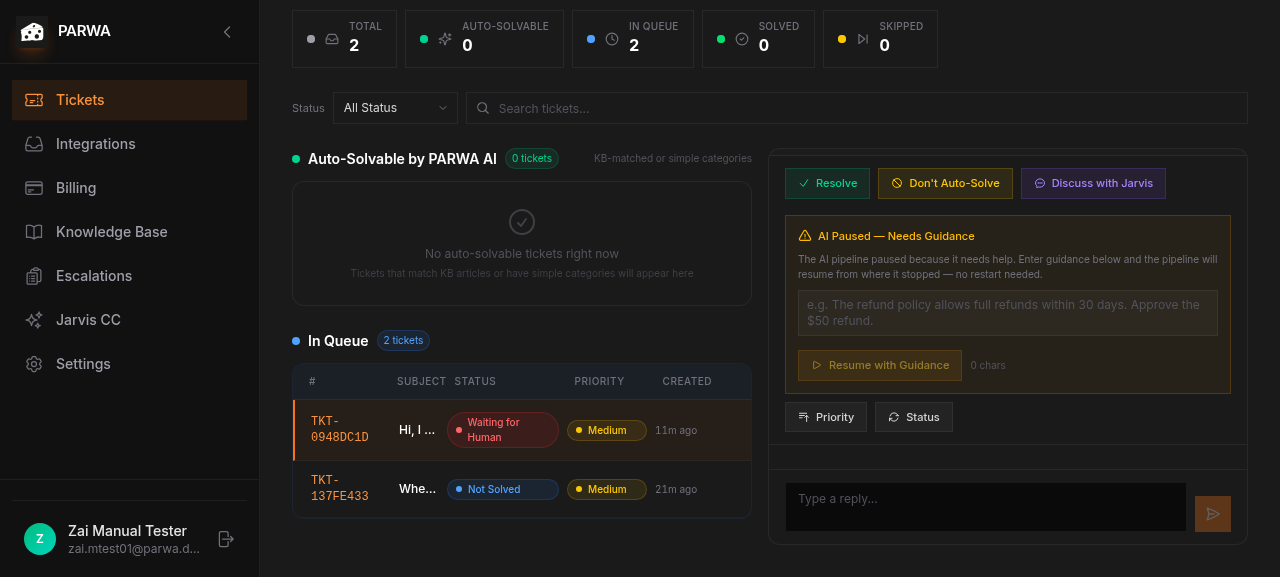 PARWA
Tickets
Integrations
Billing
Knowledge Base
Escalations
Jarvis CC
Settings
Z
Zai Manual Tester
zai.mtest01@parwa.d...
TOTAL
2
AUTO-SOLVABLE
0
IN QUEUE
2
SOLVED
0
SKIPPED
0
Status
All Status
Search tickets...
Auto-Solvable by PARWA AI
0 tickets
KB-matched or simple categories
No auto-solvable tickets right now
Tickets that match KB articles or have simple categories will appear here
In Queue
2 tickets
# SUBJECT STATUS PRIORITY CREATED
TKT-
0948DC1D
Hi, I ...
Waiting for
Human
Medium
11m ago
TKT-
137FE433
Whe...
Not Solved
Medium
21m ago
Resolve
Don't Auto-Solve
Discuss with Jarvis
AI Paused — Needs Guidance
The AI pipeline paused because it needs help. Enter guidance below and the pipeline will
resume from where it stopped — no restart needed.
e.g. The refund policy allows full refunds within 30 days. Approve the
$50 refund.
Resume with Guidance
0 chars
Priority
Status
Type a reply...